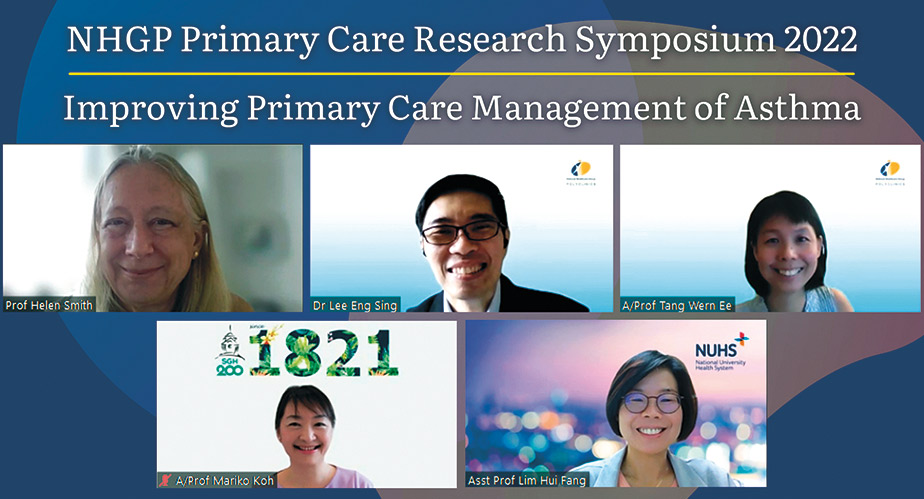 NHGP Primary Care Research Symposium 2022
Improving Primary Care Management of Asthma
POLYCLINICS
POLYCLINICS
Prof Helen Smith
Dr Lee Eng Sing
A/Prof Tang Wern Ee
SGH
200
1821
NUHS
National University
Health System
A/Prof Mariko Koh
Asst Prof Lim Hui Fang